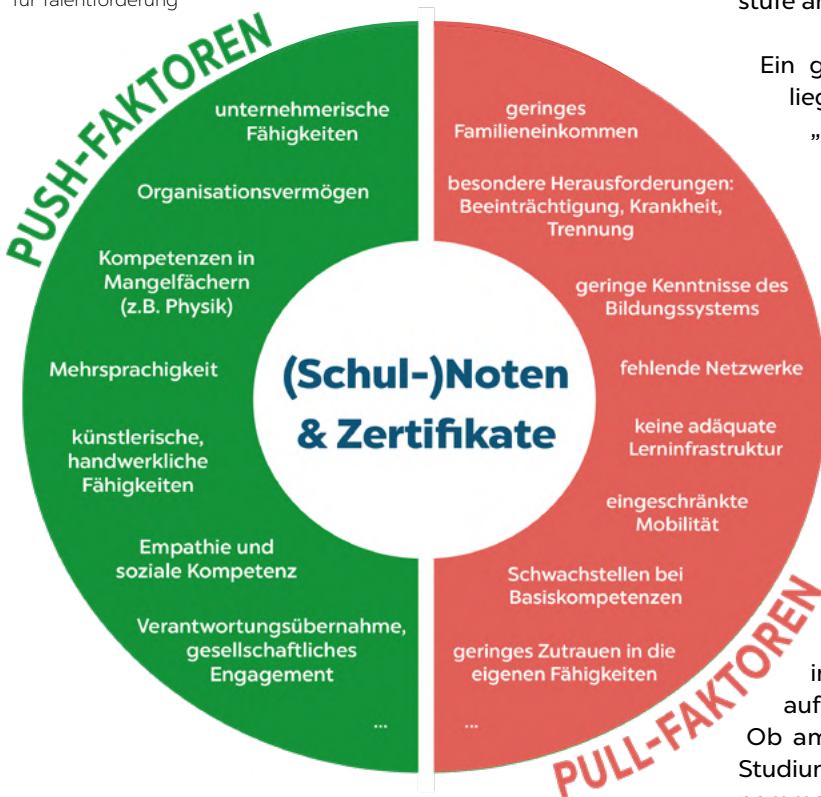 für Talentförderung
PUSH-FAKTOREN
unternehmerische
Fähigkeiten
Organisationsvermögen
Kompetenzen in
Mangelfächern
(z.B. Physik)
Mehrsprachigkeit
künstlerische,
handwerkliche
Fähigkeiten
Empathie und
soziale Kompetenz
Verantwortungsübernahme,
gesellschaftliches
Engagement
...
(Schul-)Noten
& Zertifikate
geringes
Familieneinkommen
besondere Herausforderungen:
Beeinträchtigung, Krankheit,
Trennung
geringe Kenntnisse des
Bildungssystems
fehlende Netzwerke
keine adäquate
Lerninfrastruktur
eingeschränkte
Mobilität
Schwachstellen bei
Basiskompetenzen
geringes Zutrauen in die
eigenen Fähigkeiten
...
PULL-FAKTOREN
stufe
Ein
"
auf
Ob am
Studium